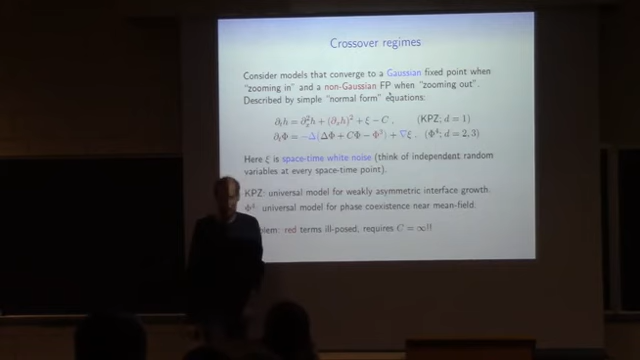 Crossover regimes
Consider models that converge to a Gaussian fixed point when
"zooming in" and a non-Gaussian FP when "zooming out".
Described by simple "normal form" equations:
∂ₜh = ∂ₓ²h + (∂ₓh)² + ξ − C , (KPZ; d = 1)
∂ₜΦ = −Δ(ΔΦ + CΦ − Φ³) + ∇ξ . (Φ⁴; d = 2, 3)
Here ξ is space-time white noise (think of independent random
variables at every space-time point).
KPZ: universal model for weakly asymmetric interface growth.
Φ⁴: universal model for phase coexistence near mean-field.
red terms ill-posed, requires C = ∞!!